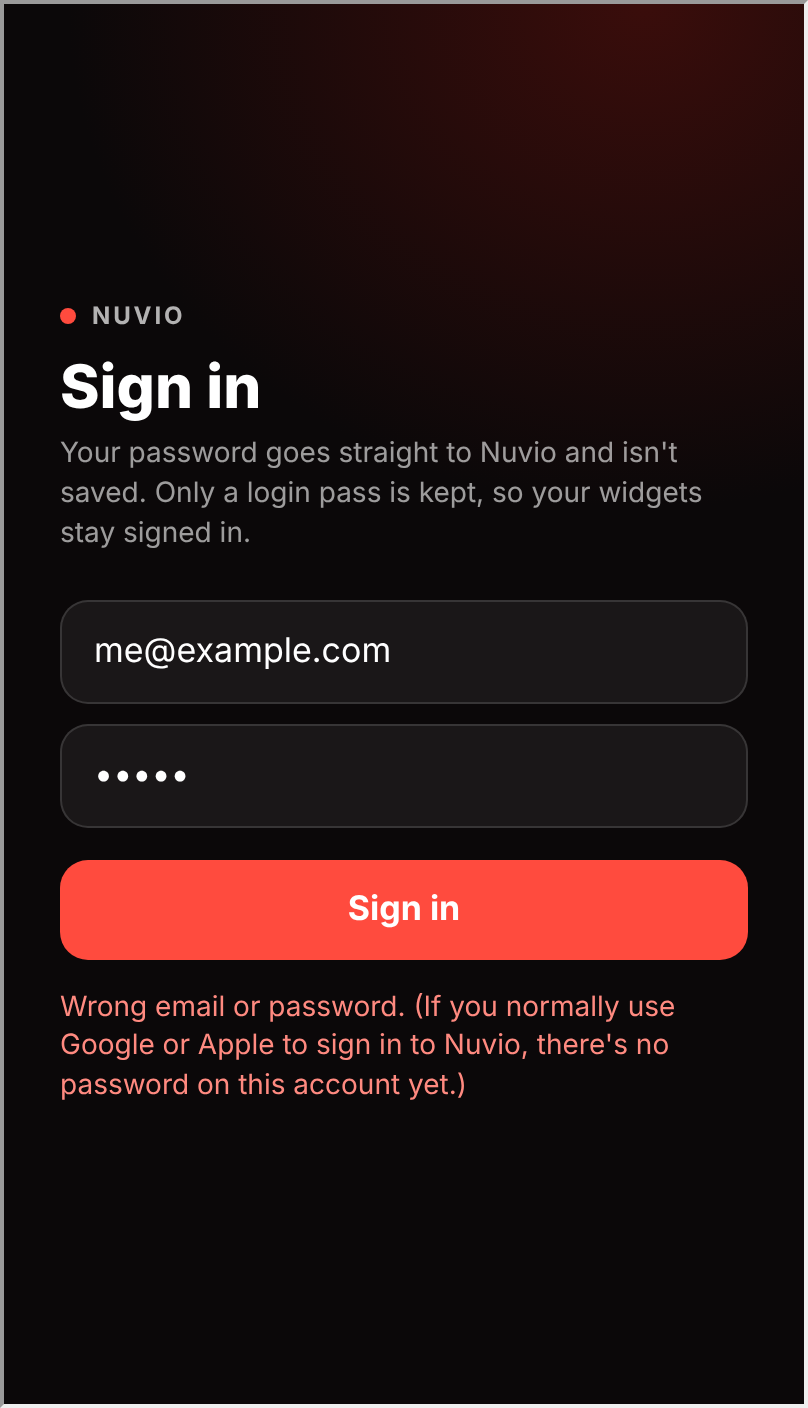 NUVIO
Sign in
Your password goes straight to Nuvio and isn't
saved. Only a login pass is kept, so your widgets
stay signed in.
me@example.com
•••••
Sign in
Wrong email or password. (If you normally use
Google or Apple to sign in to Nuvio, there's no
password on this account yet.)